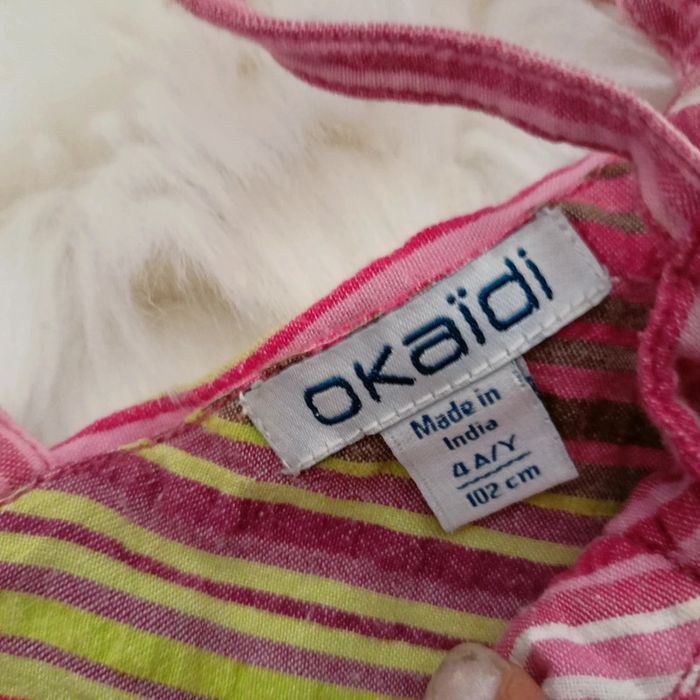 okaïdi
Made in
India
4 A/Y
102 cm